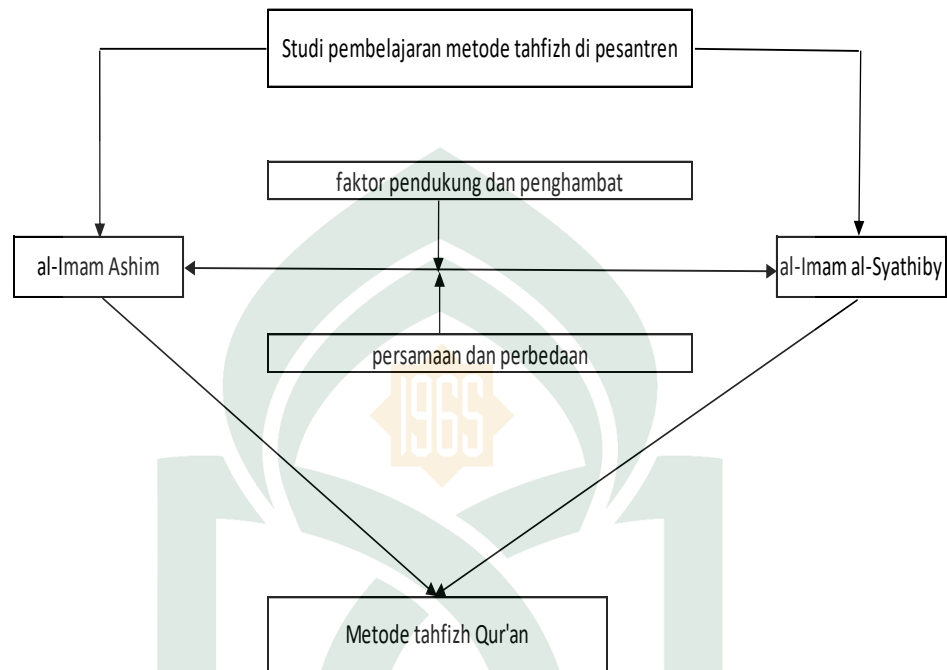 Studi pembelajaran metode tahfizh di pesantren
faktor pendukung dan penghambat
al-Imam Ashim
al-Imam al-Syathiby
persamaan dan perbedaan
1965
Metode tahfizh Qur'an